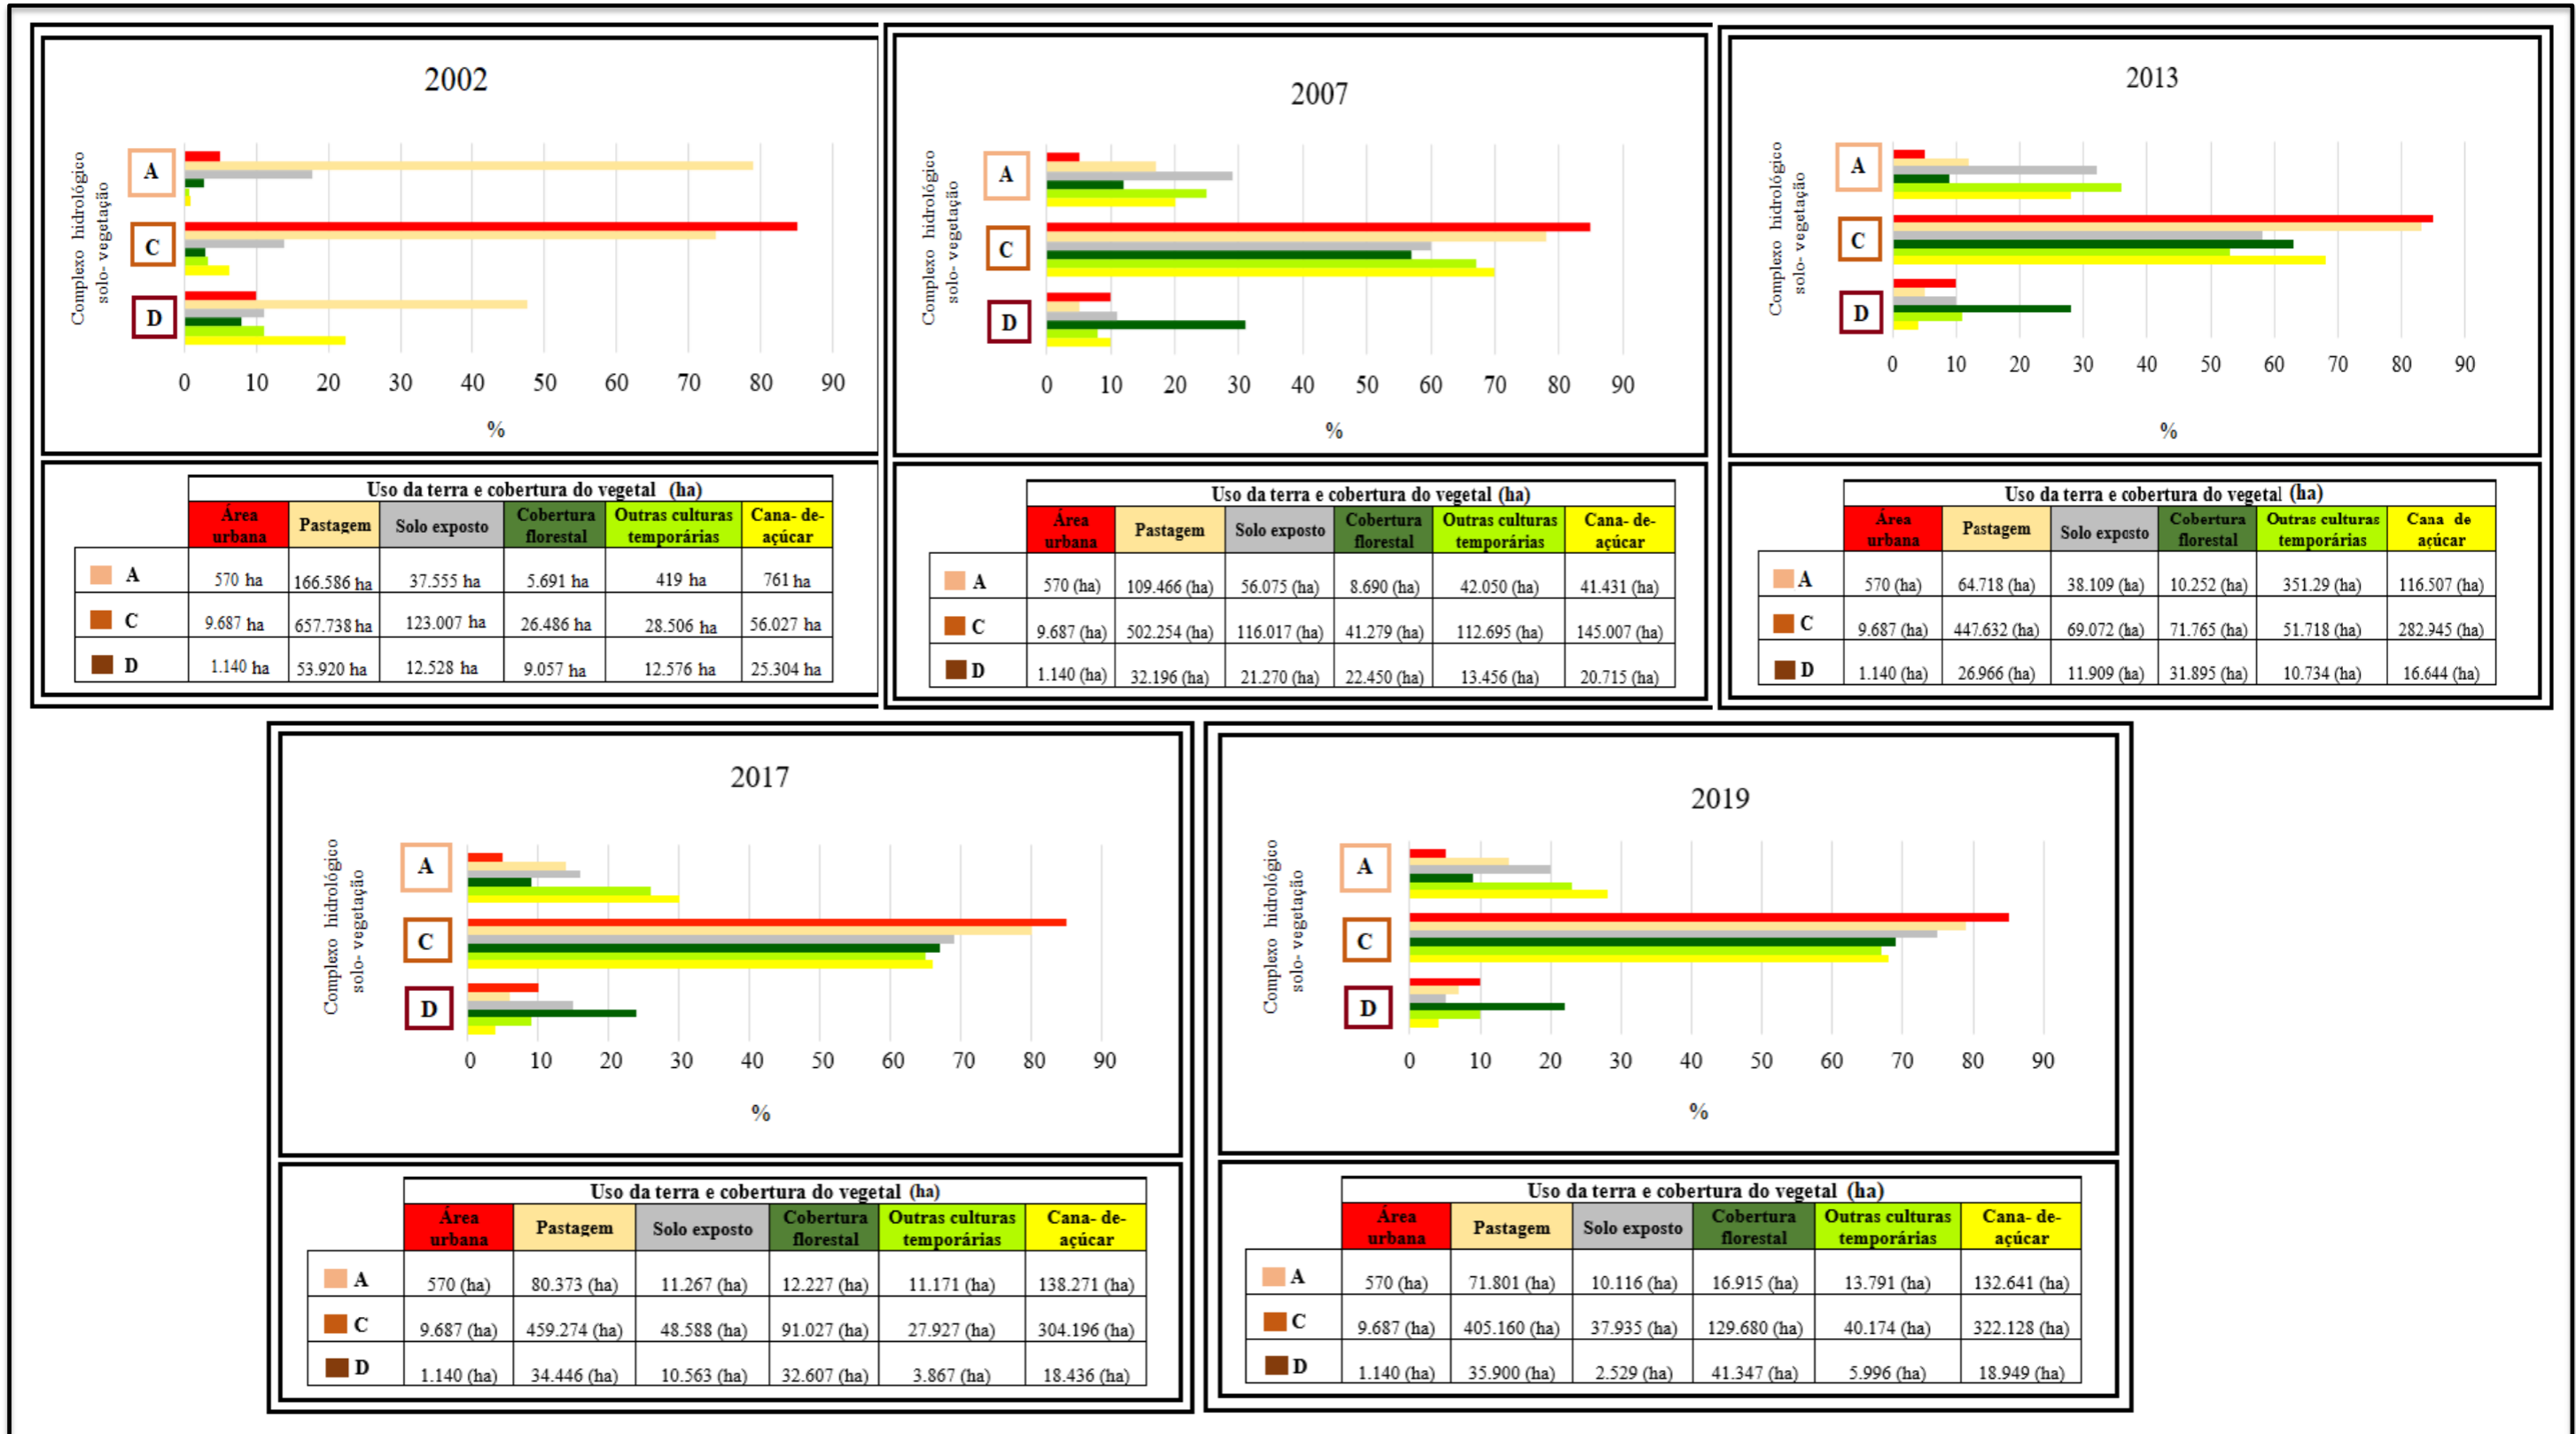 2002
Complexo hidrológico
solo- vegetação
A
C
D
0 10 20 30 40 50 60 70 80 90
%
Uso da terra e cobertura do vegetal (ha)
Área urbana Pastagem Solo exposto Cobertura florestal Outras culturas temporárias Cana- de- açúcar
A 570 ha 166.586 ha 37.555 ha 5.691 ha 419 ha 761 ha
C 9.687 ha 657.738 ha 123.007 ha 26.486 ha 28.506 ha 56.027 ha
D 1.140 ha 53.920 ha 12.528 ha 9.057 ha 12.576 ha 25.304 ha
2007
Complexo hidrológico
solo- vegetação
A
C
D
0 10 20 30 40 50 60 70 80 90
%
Uso da terra e cobertura do vegetal (ha)
Área urbana Pastagem Solo exposto Cobertura florestal Outras culturas temporárias Cana- de- açúcar
A 570 (ha) 109.466 (ha) 56.075 (ha) 8.690 (ha) 42.050 (ha) 41.431 (ha)
C 9.687 (ha) 502.254 (ha) 116.017 (ha) 41.279 (ha) 112.695 (ha) 145.007 (ha)
D 1.140 (ha) 32.196 (ha) 21.270 (ha) 22.450 (ha) 13.456 (ha) 20.715 (ha)
2013
Complexo hidrológico
solo- vegetação
A
C
D
0 10 20 30 40 50 60 70 80 90
%
Uso da terra e cobertura do vegetal (ha)
Área urbana Pastagem Solo exposto Cobertura florestal Outras culturas temporárias Cana de açúcar
A 570 (ha) 64.718 (ha) 38.109 (ha) 10.252 (ha) 351.29 (ha) 116.507 (ha)
C 9.687 (ha) 447.632 (ha) 69.072 (ha) 71.765 (ha) 51.718 (ha) 282.945 (ha)
D 1.140 (ha) 26.966 (ha) 11.909 (ha) 31.895 (ha) 10.734 (ha) 16.644 (ha)
2017
Complexo hidrológico
solo- vegetação
A
C
D
0 10 20 30 40 50 60 70 80 90
%
Uso da terra e cobertura do vegetal (ha)
Área urbana Pastagem Solo exposto Cobertura florestal Outras culturas temporárias Cana- de- açúcar
A 570 (ha) 80.373 (ha) 11.267 (ha) 12.227 (ha) 11.171 (ha) 138.271 (ha)
C 9.687 (ha) 459.274 (ha) 48.588 (ha) 91.027 (ha) 27.927 (ha) 304.196 (ha)
D 1.140 (ha) 34.446 (ha) 10.563 (ha) 32.607 (ha) 3.867 (ha) 18.436 (ha)
2019
Complexo hidrológico
solo- vegetação
A
C
D
0 10 20 30 40 50 60 70 80 90
%
Uso da terra e cobertura do vegetal (ha)
Área urbana Pastagem Solo exposto Cobertura florestal Outras culturas temporárias Cana- de- açúcar
A 570 (ha) 71.801 (ha) 10.116 (ha) 16.915 (ha) 13.791 (ha) 132.641 (ha)
C 9.687 (ha) 405.160 (ha) 37.935 (ha) 129.680 (ha) 40.174 (ha) 322.128 (ha)
D 1.140 (ha) 35.900 (ha) 2.529 (ha) 41.347 (ha) 5.996 (ha) 18.949 (ha)